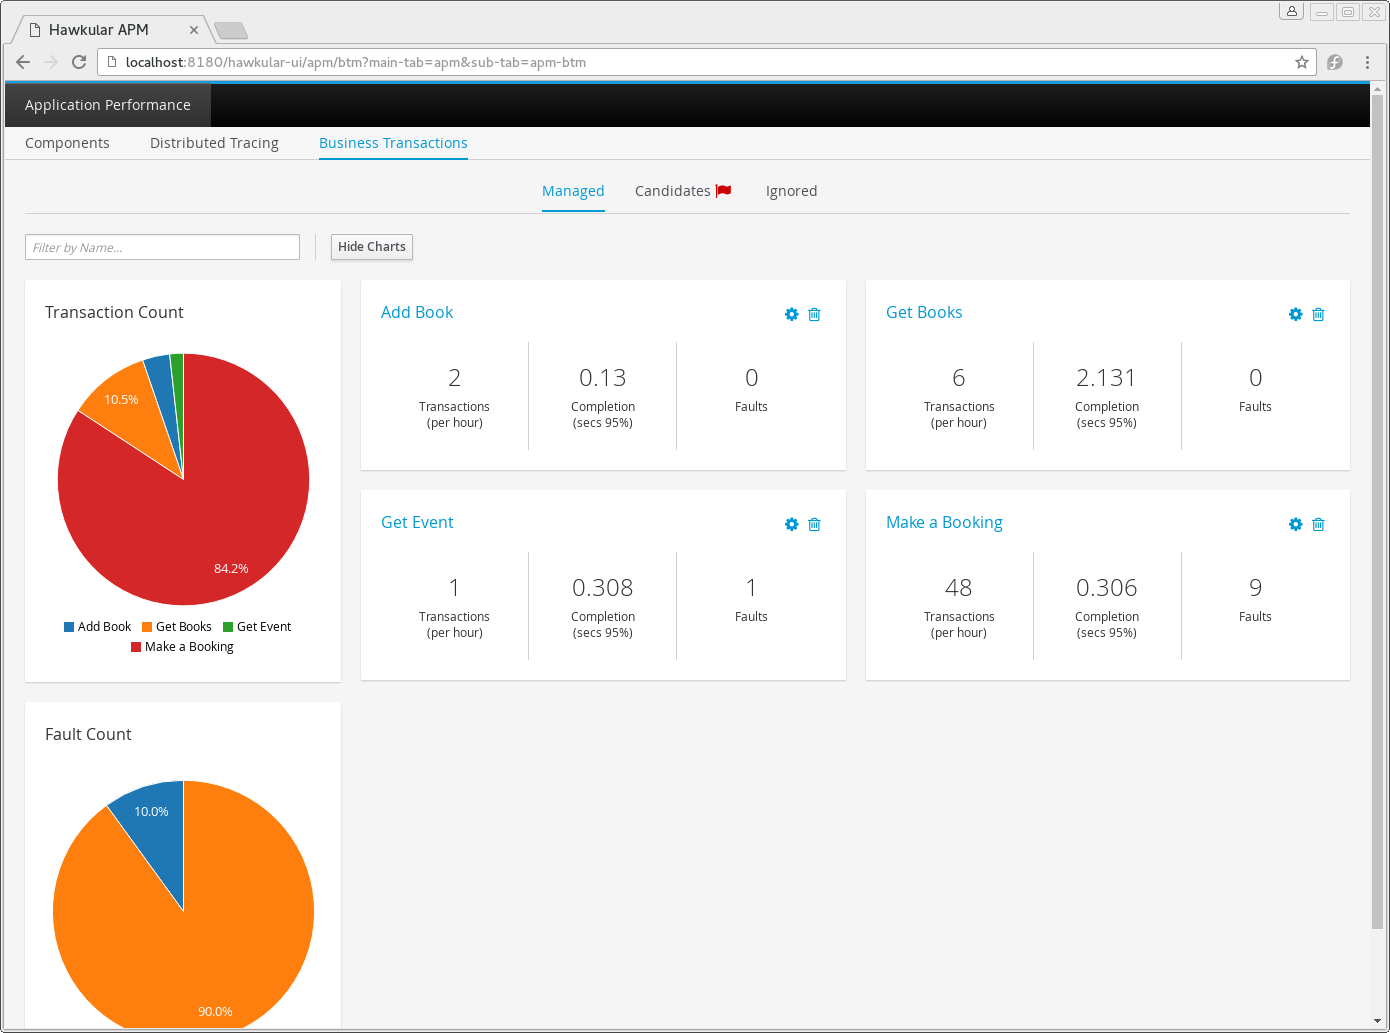 Hawkular APM
localhost:8180/hawkular-ui/apm/btm?main-tab=apm&sub-tab=apm-btm
Application Performance
Components Distributed Tracing Business Transactions
Managed Candidates Ignored
Filter by Name... Hide Charts
Transaction Count
10.5%
84.2%
Add Book Get Books Get Event
Make a Booking
Add Book
2 0.13 0
Transactions Completion Faults
(per hour) (secs 95%)
Get Books
6 2.131 0
Transactions Completion Faults
(per hour) (secs 95%)
Get Event
1 0.308 1
Transactions Completion Faults
(per hour) (secs 95%)
Make a Booking
48 0.306 9
Transactions Completion Faults
(per hour) (secs 95%)
Fault Count
10.0%
90.0%